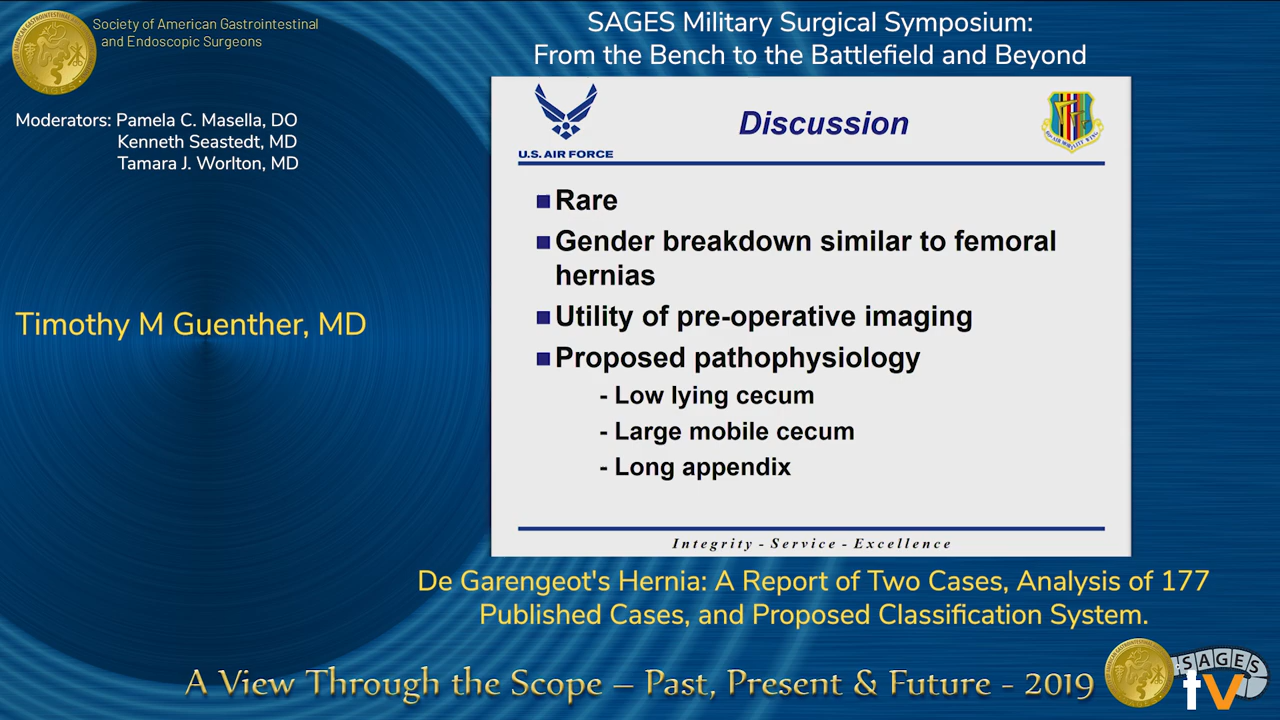 Society of American Gastrointestinal
and Endoscopic Surgeons
SAGES Military Surgical Symposium:
From the Bench to the Battlefield and Beyond
Moderators: Pamela C. Masella, DO
Kenneth Seastedt, MD
Tamara J. Worlton, MD
Timothy M Guenther, MD
U.S. AIR FORCE
Discussion
Rare
Gender breakdown similar to femoral
hernias
Utility of pre-operative imaging
Proposed pathophysiology
- Low lying cecum
- Large mobile cecum
- Long appendix
Integrity - Service - Excellence
De Garengeot's Hernia: A Report of Two Cases, Analysis of 177
Published Cases, and Proposed Classification System.
A View Through the Scope – Past, Present & Future - 2019
SAGES
tv